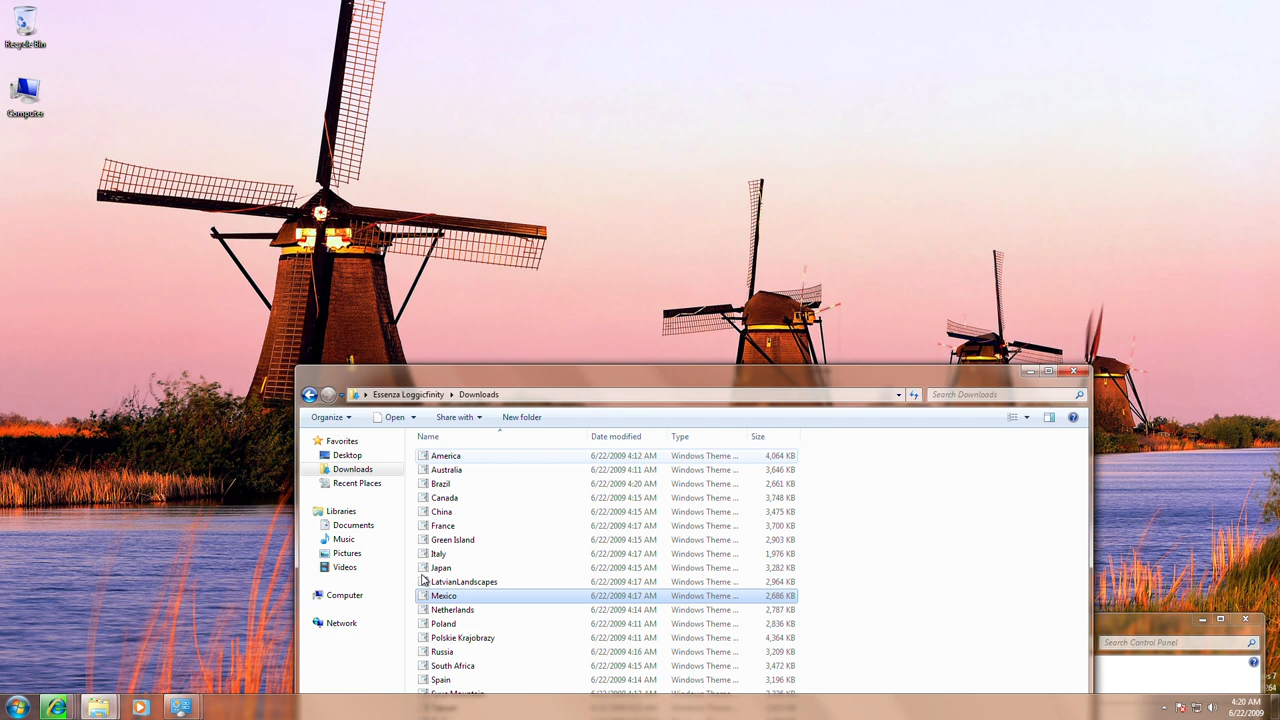 Recycle Bin
Computer
Essenza Loggicfinity Downloads
Search Downloads
Organize Open Share with New folder
Name Date modified Type Size
Favorites
Desktop
Downloads
Recent Places
Libraries
Documents
Music
Pictures
Videos
Computer
Network
America 6/22/2009 4:12 AM Windows Theme ... 4,064 KB
Australia 6/22/2009 4:11 AM Windows Theme ... 3,646 KB
Brazil 6/22/2009 4:20 AM Windows Theme ... 2,661 KB
Canada 6/22/2009 4:15 AM Windows Theme ... 3,748 KB
China 6/22/2009 4:15 AM Windows Theme ... 3,475 KB
France 6/22/2009 4:17 AM Windows Theme ... 3,700 KB
Green Island 6/22/2009 4:15 AM Windows Theme ... 2,903 KB
Italy 6/22/2009 4:17 AM Windows Theme ... 1,976 KB
Japan 6/22/2009 4:15 AM Windows Theme ... 3,282 KB
LatvianLandscapes 6/22/2009 4:17 AM Windows Theme ... 2,964 KB
Mexico 6/22/2009 4:17 AM Windows Theme ... 2,686 KB
Netherlands 6/22/2009 4:14 AM Windows Theme ... 2,787 KB
Poland 6/22/2009 4:11 AM Windows Theme ... 3,482 KB
Polskie Krajobrazy 6/22/2009 4:11 AM Windows Theme ... 4,364 KB
Russia 6/22/2009 4:16 AM Windows Theme ... 3,209 KB
South Africa 6/22/2009 4:15 AM Windows Theme ... 3,472 KB
Spain 6/22/2009 4:14 AM Windows Theme ... 3,196 KB
Search Control Panel
4:20 AM
6/22/2009